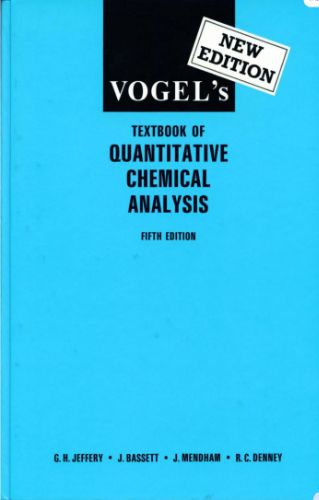 NEW
EDITION
VOGEL's
TEXTBOOK OF
QUANTITATIVE
CHEMICAL
ANALYSIS
FIFTH EDITION
G. H. JEFFERY • J. BASSETT • J. MENDHAM • R. C. DENNEY